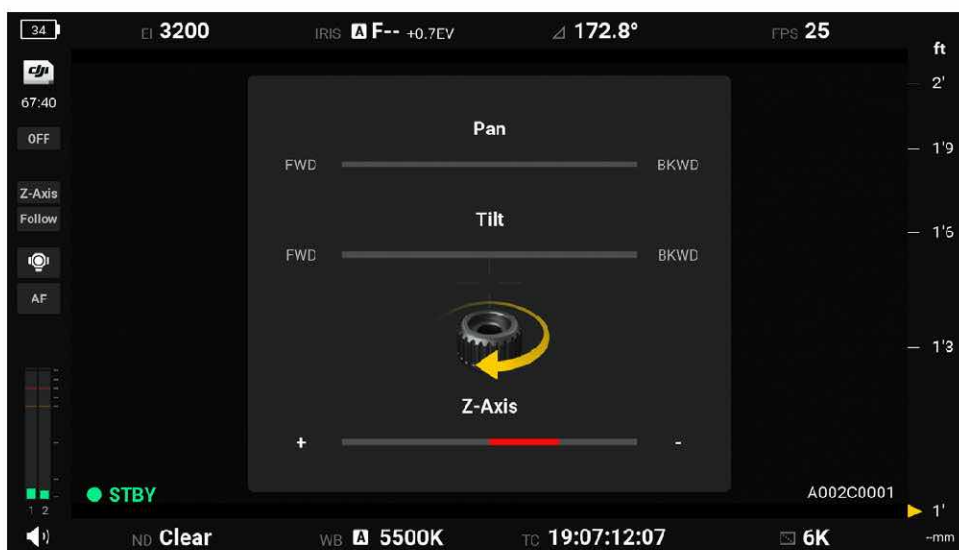 34
EI 3200
IRIS A F-- +0.7EV
172.8°
FPS 25
ft
dji
67:40
OFF
Z-Axis
Follow
AF
1 2
Pan
FWD BKWD
Tilt
FWD BKWD
Z-Axis
+ -
STBY
A002C0001
2'
1'9
1'6
1'3
1'
--mm
ND Clear
WB A 5500K
TC 19:07:12:07
6K